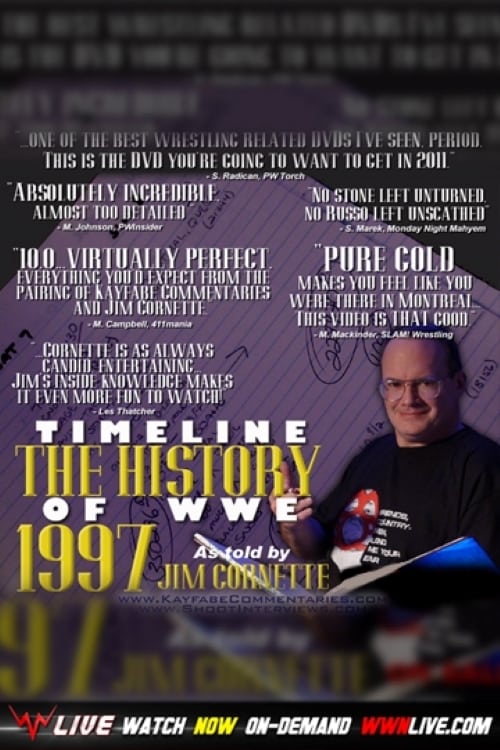 "...ONE OF THE BEST WRESTLING RELATED DVDS I'VE SEEN, PERIOD.
THIS IS THE DVD YOU'RE GOING TO WANT TO GET IN 2011."
- S. Radican, PW Torch
"ABSOLUTELY INCREDIBLE.
ALMOST TOO DETAILED"
- M. Johnson, PWInsider
"NO STONE LEFT UNTURNED,
NO RUSSO LEFT UNSCATHED"
- S. Marek, Monday Night Mahyem
"10.0... VIRTUALLY PERFECT.
EVERYTHING YOU'D EXPECT FROM THE
PAIRING OF KAYFABE COMMENTARIES
AND JIM CORNETTE.
- M. Campbell, 411mania
"PURE GOLD
MAKES YOU FEEL LIKE YOU
WERE THERE IN MONTREAL...
THIS VIDEO IS THAT GOOD"
- M. Mackinder, SLAM! Wrestling
"...CORNETTE IS AS ALWAYS
CANDID ENTERTAINING...
JIM'S INSIDE KNOWLEDGE MAKES
IT EVEN MORE FUN TO WATCH!
- Les Thatcher
TIMELINE
THE HISTORY
OF WWE
1997
As told by
JIM CORNETTE
WWW.KAYFABECOMMENTARIES.COM
WWW.SHOOTINTERVIEWS.COM
97
JIM CORNETTE
LIVE WATCH NOW ON-DEMAND WWNLIVE.COM